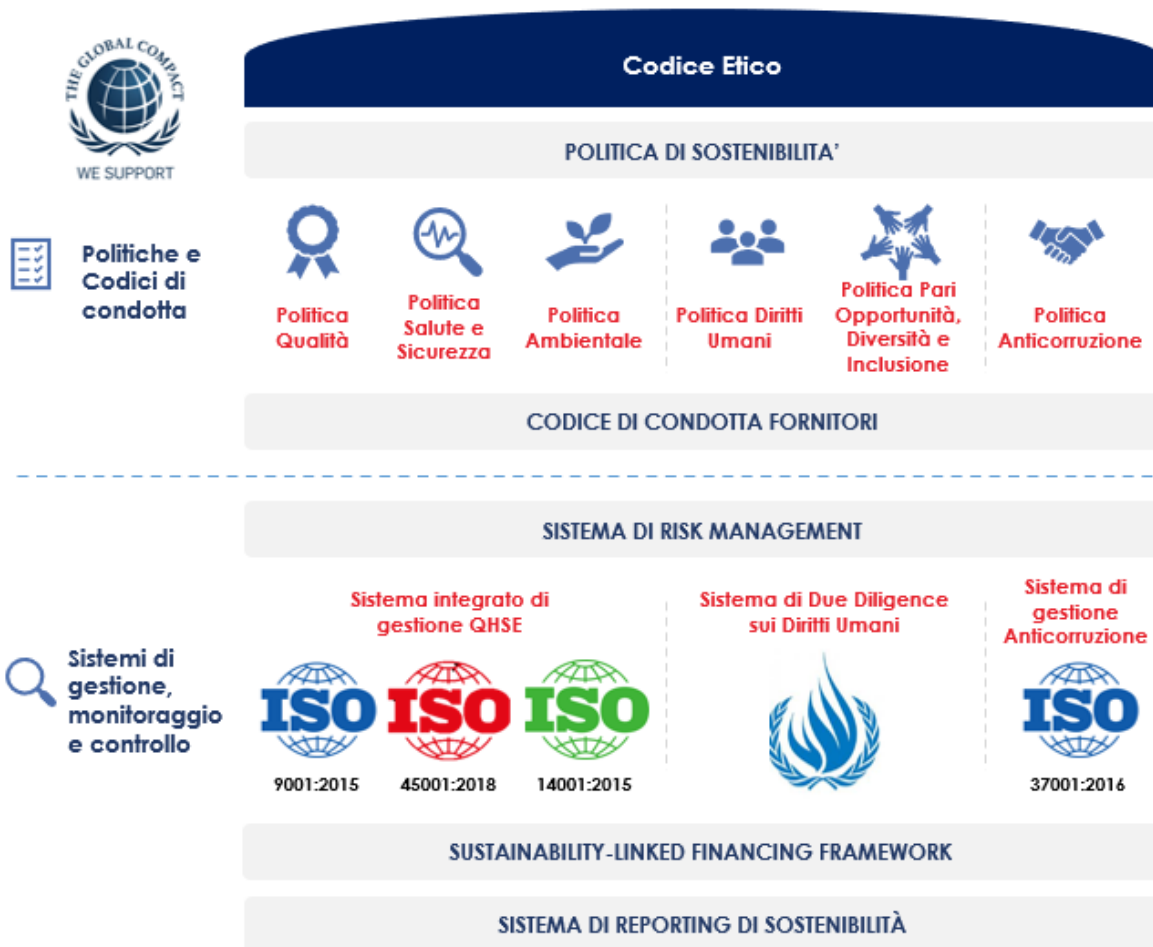 THE GLOBAL COMPACT
WE SUPPORT
Codice Etico
POLITICA DI SOSTENIBILITA'
Politiche e
Codici di
condotta
Politica
Qualità
Politica
Salute e
Sicurezza
Politica
Ambientale
Politica Diritti
Umani
Politica Pari
Opportunità,
Diversità e
Inclusione
Politica
Anticorruzione
CODICE DI CONDOTTA FORNITORI
SISTEMA DI RISK MANAGEMENT
Sistemi di
gestione,
monitoraggio
e controllo
Sistema integrato di
gestione QHSE
ISO
9001:2015
ISO
45001:2018
ISO
14001:2015
Sistema di Due Diligence
sui Diritti Umani
Sistema di
gestione
Anticorruzione
ISO
37001:2016
SUSTAINABILITY-LINKED FINANCING FRAMEWORK
SISTEMA DI REPORTING DI SOSTENIBILITÀ